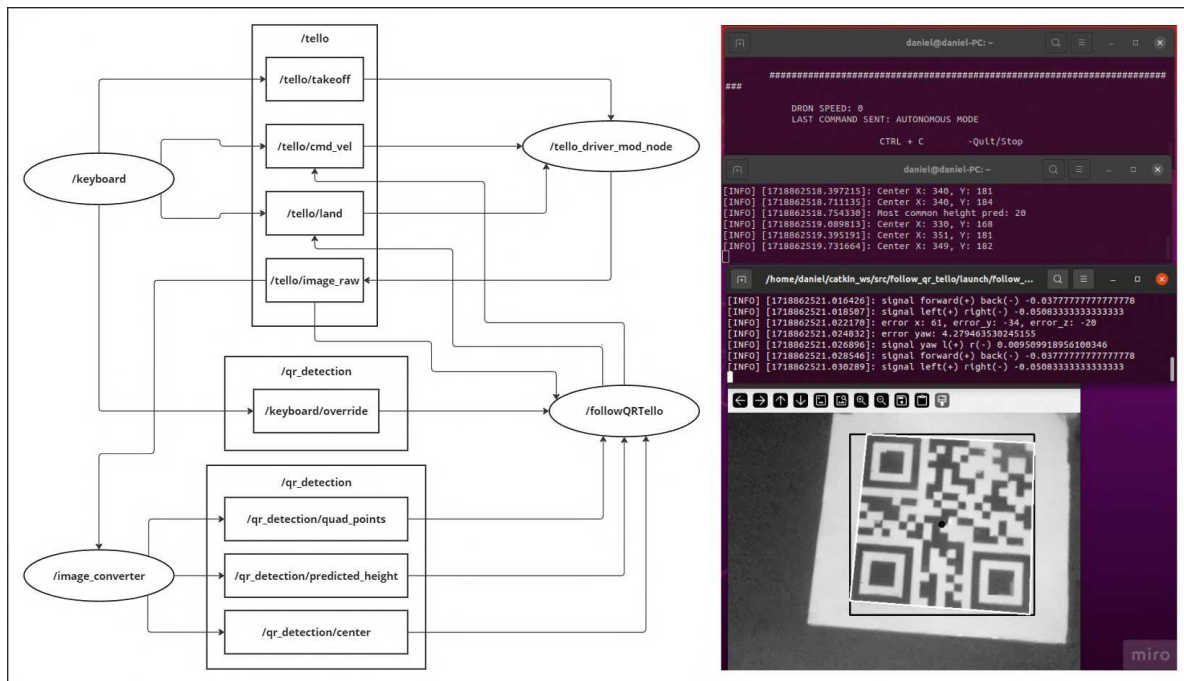 /tello
/tello/takeoff
/tello/cmd_vel
/tello/land
/tello/image_raw
/keyboard
/tello_driver_mod_node
/qr_detection
/keyboard/override
/followQRTello
/qr_detection
/qr_detection/quad_points
/qr_detection/predicted_height
/qr_detection/center
/image_converter
daniel@daniel-PC: ~
##########################################################################
###
DRON SPEED: 0
LAST COMMAND SENT: AUTONOMOUS MODE
CTRL + C -Quit/Stop
daniel@daniel-PC: ~
[INFO] [1718862518.397215]: Center X: 340, Y: 181
[INFO] [1718862518.711135]: Center X: 340, Y: 184
[INFO] [1718862518.754330]: Most common height pred: 20
[INFO] [1718862519.089813]: Center X: 330, Y: 168
[INFO] [1718862519.395191]: Center X: 351, Y: 181
[INFO] [1718862519.731664]: Center X: 349, Y: 182
/home/daniel/catkin_ws/src/follow_qr_tello/launch/follow_...
[INFO] [1718862521.016426]: signal forward(+) back(-) -0.03777777777777778
[INFO] [1718862521.018507]: signal left(+) right(-) -0.05083333333333333
[INFO] [1718862521.022170]: error x: 61, error_y: -34, error_z: -20
[INFO] [1718862521.024832]: error yaw: 4.279463530245155
[INFO] [1718862521.026896]: signal yaw l(+) r(-) 0.009509918956100346
[INFO] [1718862521.028546]: signal forward(+) back(-) -0.03777777777777778
[INFO] [1718862521.030289]: signal left(+) right(-) -0.05083333333333333
miro